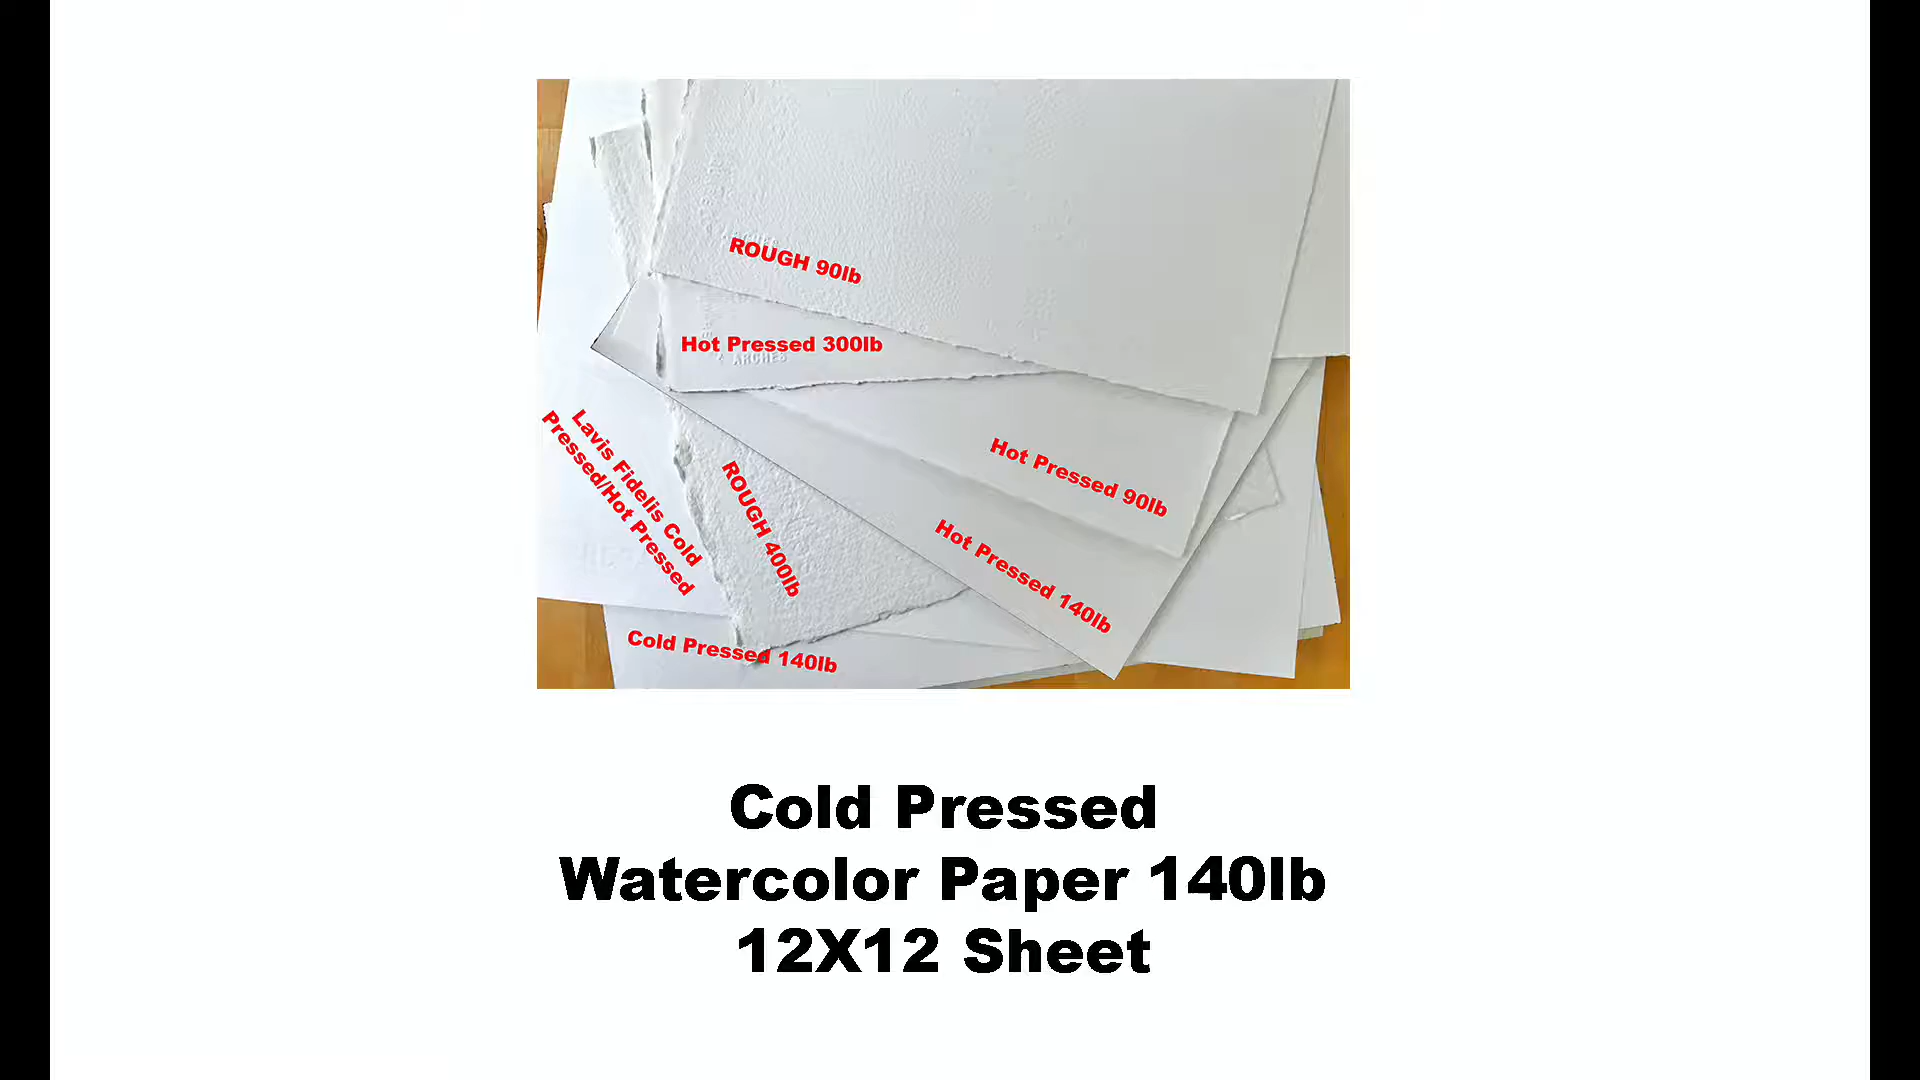 ROUGH 90lb
Hot Pressed 300lb
ARCHES
Lavis Fidelis Cold
Pressed/Hot Pressed
ROUGH 400lb
Hot Pressed 90lb
Hot Pressed 140lb
Cold Pressed 140lb
Cold Pressed
Watercolor Paper 140lb
12X12 Sheet